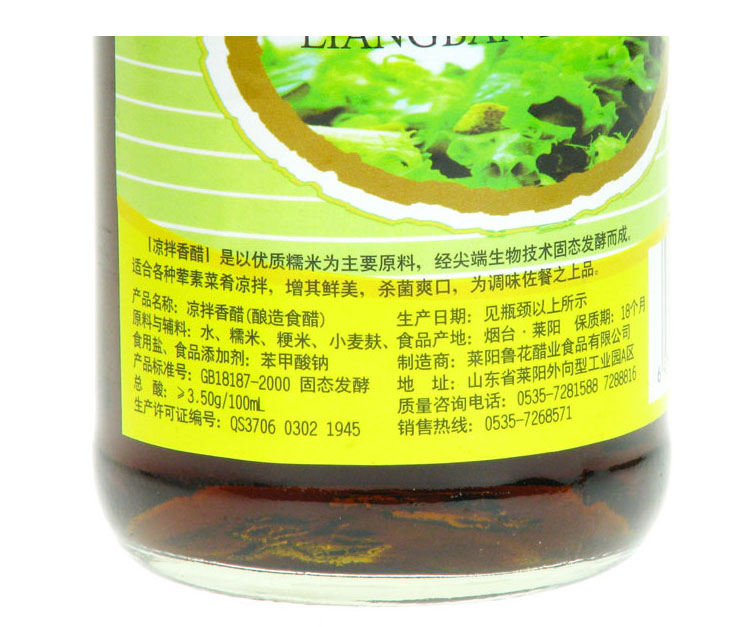 LIANGBAN
【凉拌香醋】是以优质糯米为主要原料，经尖端生物技术固态发酵而成。
适合各种荤素菜肴凉拌，增其鲜美，杀菌爽口，为调味佐餐之上品。
产品名称：凉拌香醋(酿造食醋)
原料与辅料：水、糯米、粳米、小麦麸、
食用盐、食品添加剂：苯甲酸钠
产品标准号：GB18187-2000 固态发酵
总 酸：≥3.50g/100mL
生产许可证编号：QS3706 0302 1945
生产日期：见瓶颈以上所示
食品产地：烟台·莱阳 保质期：18个月
制造商：莱阳鲁花醋业食品有限公司
地 址：山东省莱阳外向型工业园A区
质量咨询电话：0535-7281588 7288816
销售热线：0535-7268571